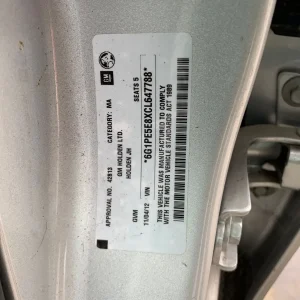 APPROVAL NO. 42813 CATEGORY: MA
GM HOLDEN LTD.
HOLDEN JH SEATS 5
*6G1PE5E8XCL647788*
GVM 11/04/12 VIN
THIS VEHICLE WAS MANUFACTURED TO COMPLY
WITH THE MOTOR VEHICLE STANDARDS ACT 1989